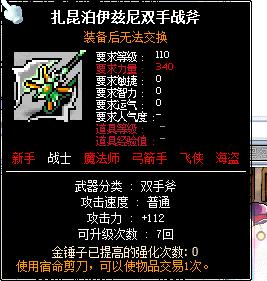 扎昆泊伊兹尼双手战斧
装备后无法交换
要求等级： 110
要求力量： 340
要求敏捷： -
要求智力： -
要求运气： -
要求人气度： -
道具等级： -
道具经验值： -
新手 战士 魔法师 弓箭手 飞侠 海盗
武器分类 ： 双手斧
攻击速度 ： 普通
攻击力 ： +112
可升级次数 ： 7回
金锤子已提高的强化次数: 0
使用宿命剪刀，可以使物品交易1次。